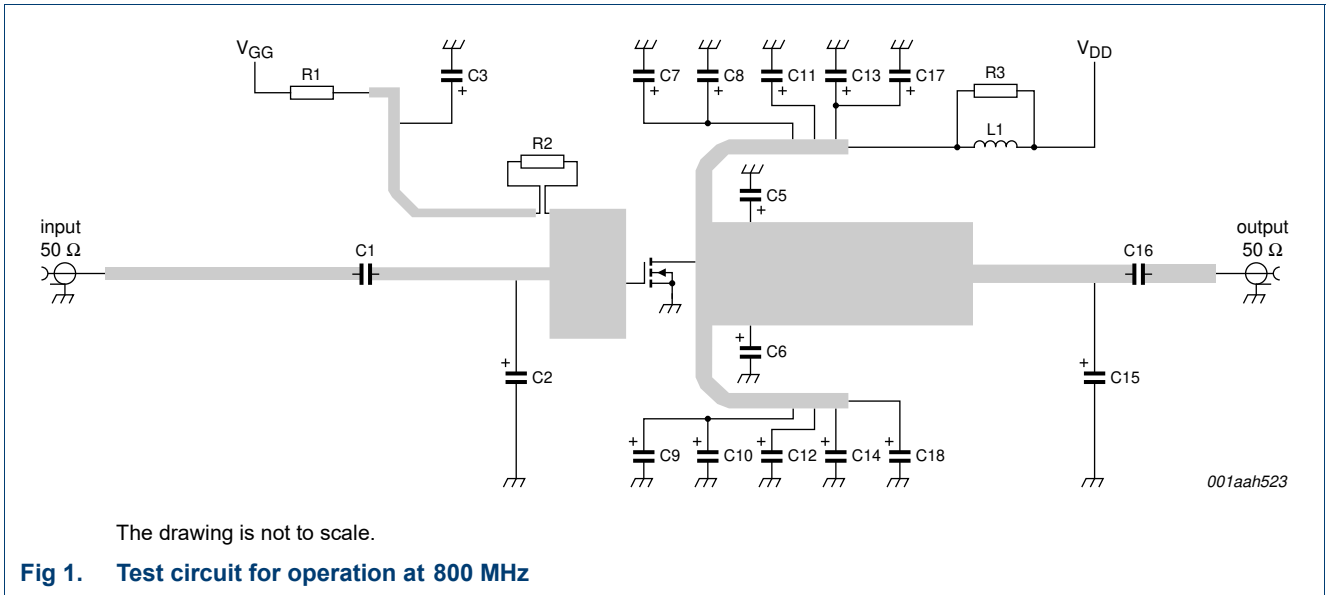 V_GG
R1
C3
C7
C8
C11
C13
C17
V_DD
R3
L1
R2
C5
input
50 Ω
C1
output
50 Ω
C16
C6
C2
C15
C9
C10
C12
C14
C18
001aah523
The drawing is not to scale.
Fig 1. Test circuit for operation at 800 MHz